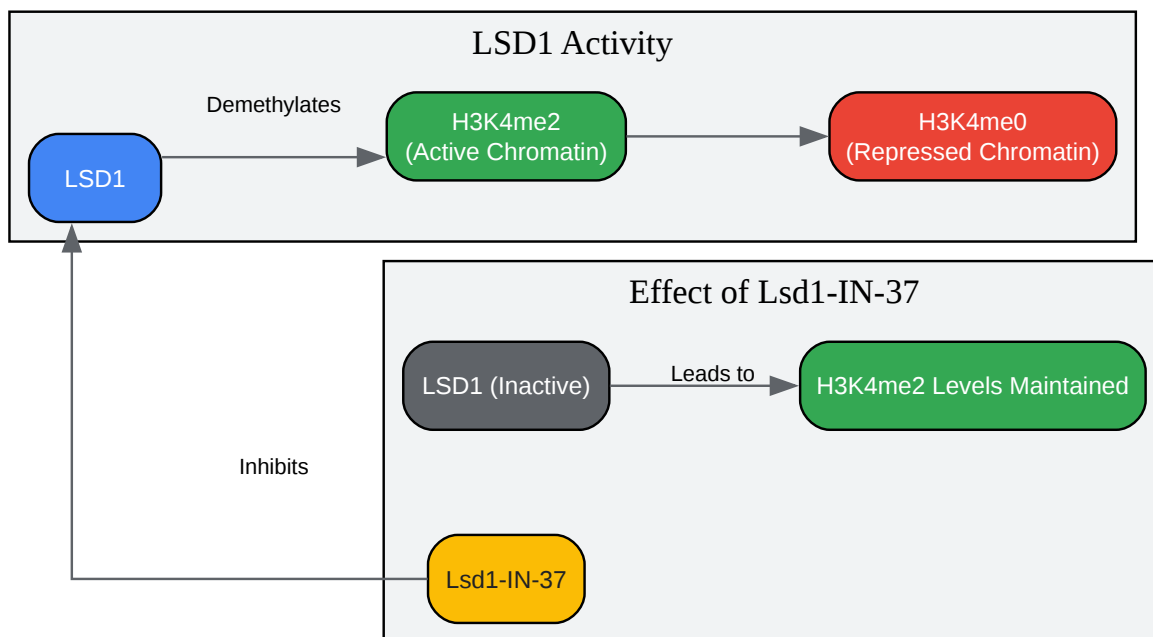 LSD1 Activity
Demethylates
H3K4me2
(Active Chromatin)
H3K4me0
(Repressed Chromatin)
LSD1
Effect of Lsd1-IN-37
LSD1 (Inactive)
Leads to
H3K4me2 Levels Maintained
Inhibits
Lsd1-IN-37